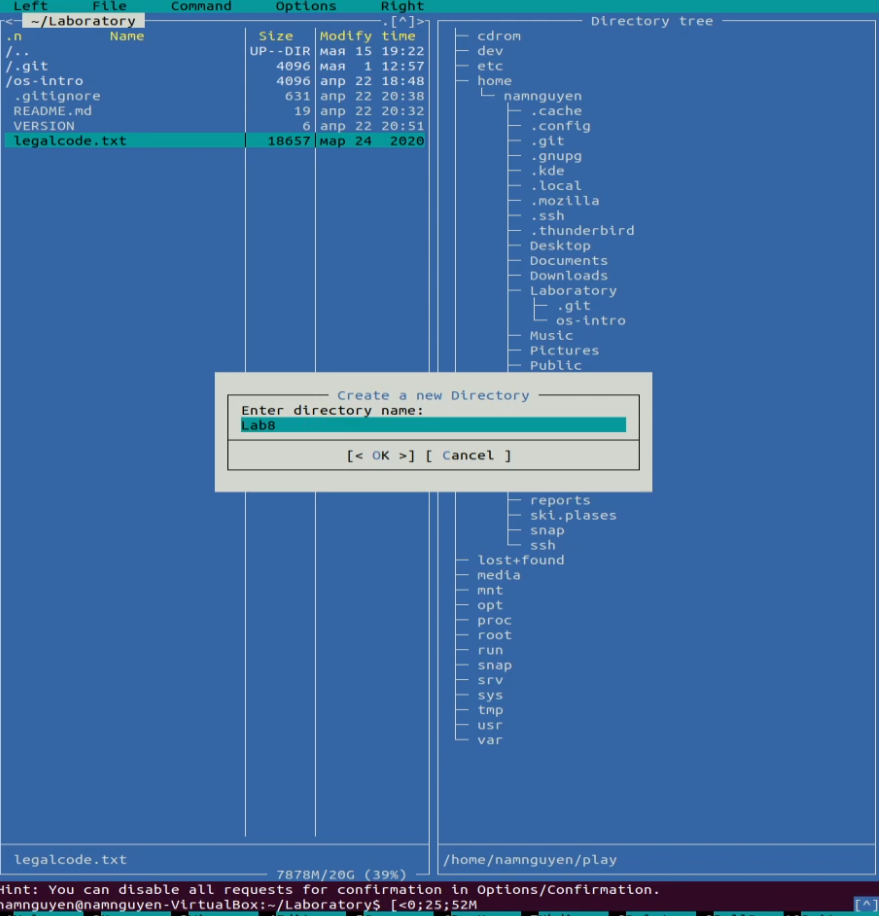 Left File Command Options Right
<- ~/Laboratory .[^]>
.n Name Size Modify time
/.. UP--DIR мая 15 19:22
/.git 4096 мая 1 12:57
/os-intro 4096 апр 22 18:48
.gitignore 631 апр 22 20:38
README.md 19 апр 22 20:32
VERSION 6 апр 22 20:51
legalcode.txt 18657 мар 24 2020
legalcode.txt
7878M/20G (39%)
Directory tree
cdrom
dev
etc
home
namnguyen
.cache
.config
.git
.gnupg
.kde
.local
.mozilla
.ssh
.thunderbird
Desktop
Documents
Downloads
Laboratory
.git
os-intro
Music
Pictures
Public
reports
ski.plases
snap
ssh
lost+found
media
mnt
opt
proc
root
run
snap
srv
sys
tmp
usr
var
/home/namnguyen/play
Create a new Directory
Enter directory name:
Lab8
[< OK >] [ Cancel ]
Hint: You can disable all requests for confirmation in Options/Confirmation.
namnguyen@namnguyen-VirtualBox:~/Laboratory$ [<0;25;52M [^]